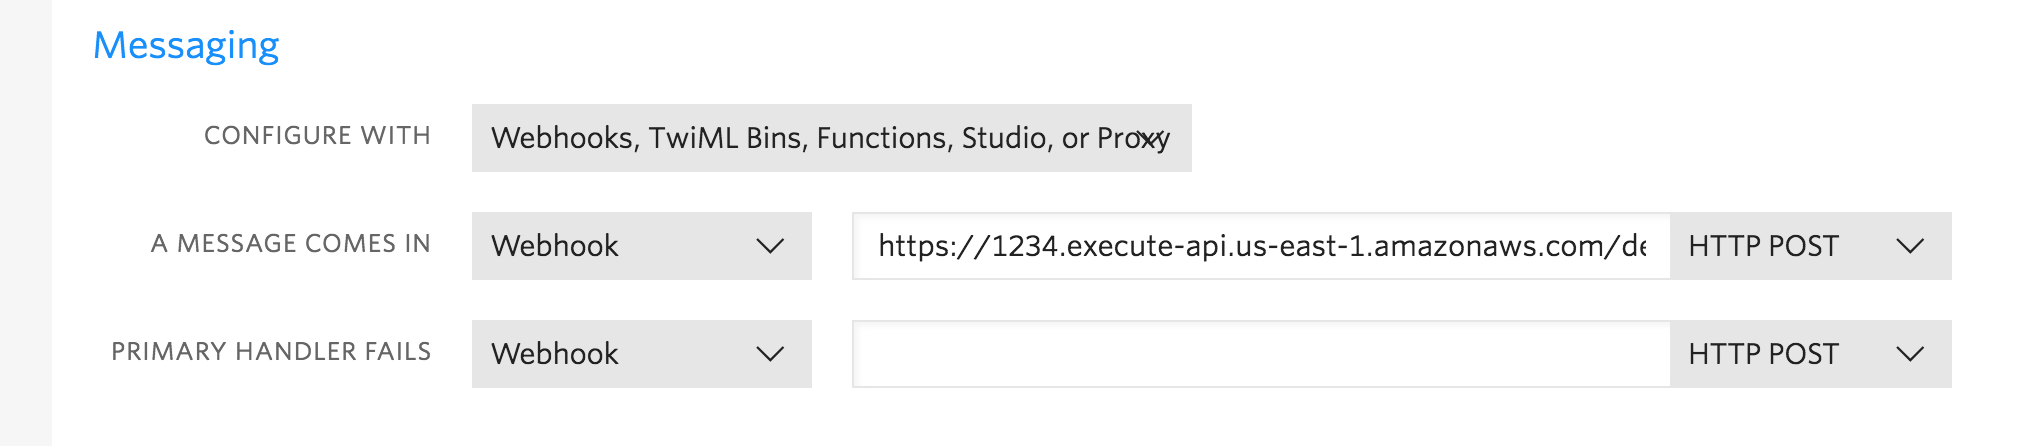 Messaging
CONFIGURE WITH Webhooks, TwiML Bins, Functions, Studio, or Proxy
A MESSAGE COMES IN Webhook https://1234.execute-api.us-east-1.amazonaws.com/de HTTP POST
PRIMARY HANDLER FAILS Webhook HTTP POST